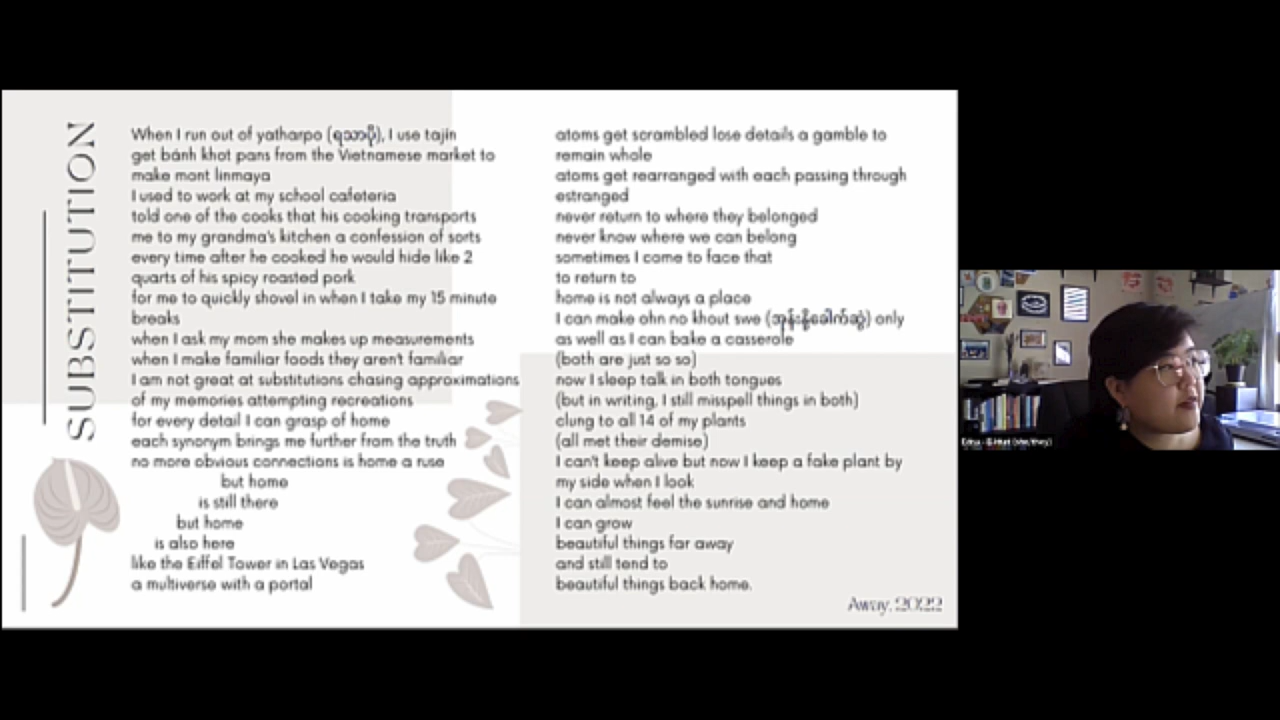 SUBSTITUTION
When I run out of yatharpo (ရသာပို), I use tajín
get bánh khot pans from the Vietnamese market to
make mont linmaya
I used to work at my school cafeteria
told one of the cooks that his cooking transports
me to my grandma's kitchen a confession of sorts
every time after he cooked he would hide like 2
quarts of his spicy roasted pork
for me to quickly shovel in when I take my 15 minute
breaks
when I ask my mom she makes up measurements
when I make familiar foods they aren't familiar
I am not great at substitutions chasing approximations
of my memories attempting recreations
for every detail I can grasp of home
each synonym brings me further from the truth
no more obvious connections is home a ruse
but home
is still there
but home
is also here
like the Eiffel Tower in Las Vegas
a multiverse with a portal
atoms get scrambled lose details a gamble to
remain whole
atoms get rearranged with each passing through
estranged
never return to where they belonged
never know where we can belong
sometimes I come to face that
to return to
home is not always a place
I can make ohn no khout swe (အုန်းနို့ခေါက်ဆွဲ) only
as well as I can bake a casserole
(both are just so so)
now I sleep talk in both tongues
(but in writing, I still misspell things in both)
clung to all 14 of my plants
(all met their demise)
I can't keep alive but now I keep a fake plant by
my side when I look
I can almost feel the sunrise and home
I can grow
beautiful things far away
and still tend to
beautiful things back home.
Away, 2022
(she/they)